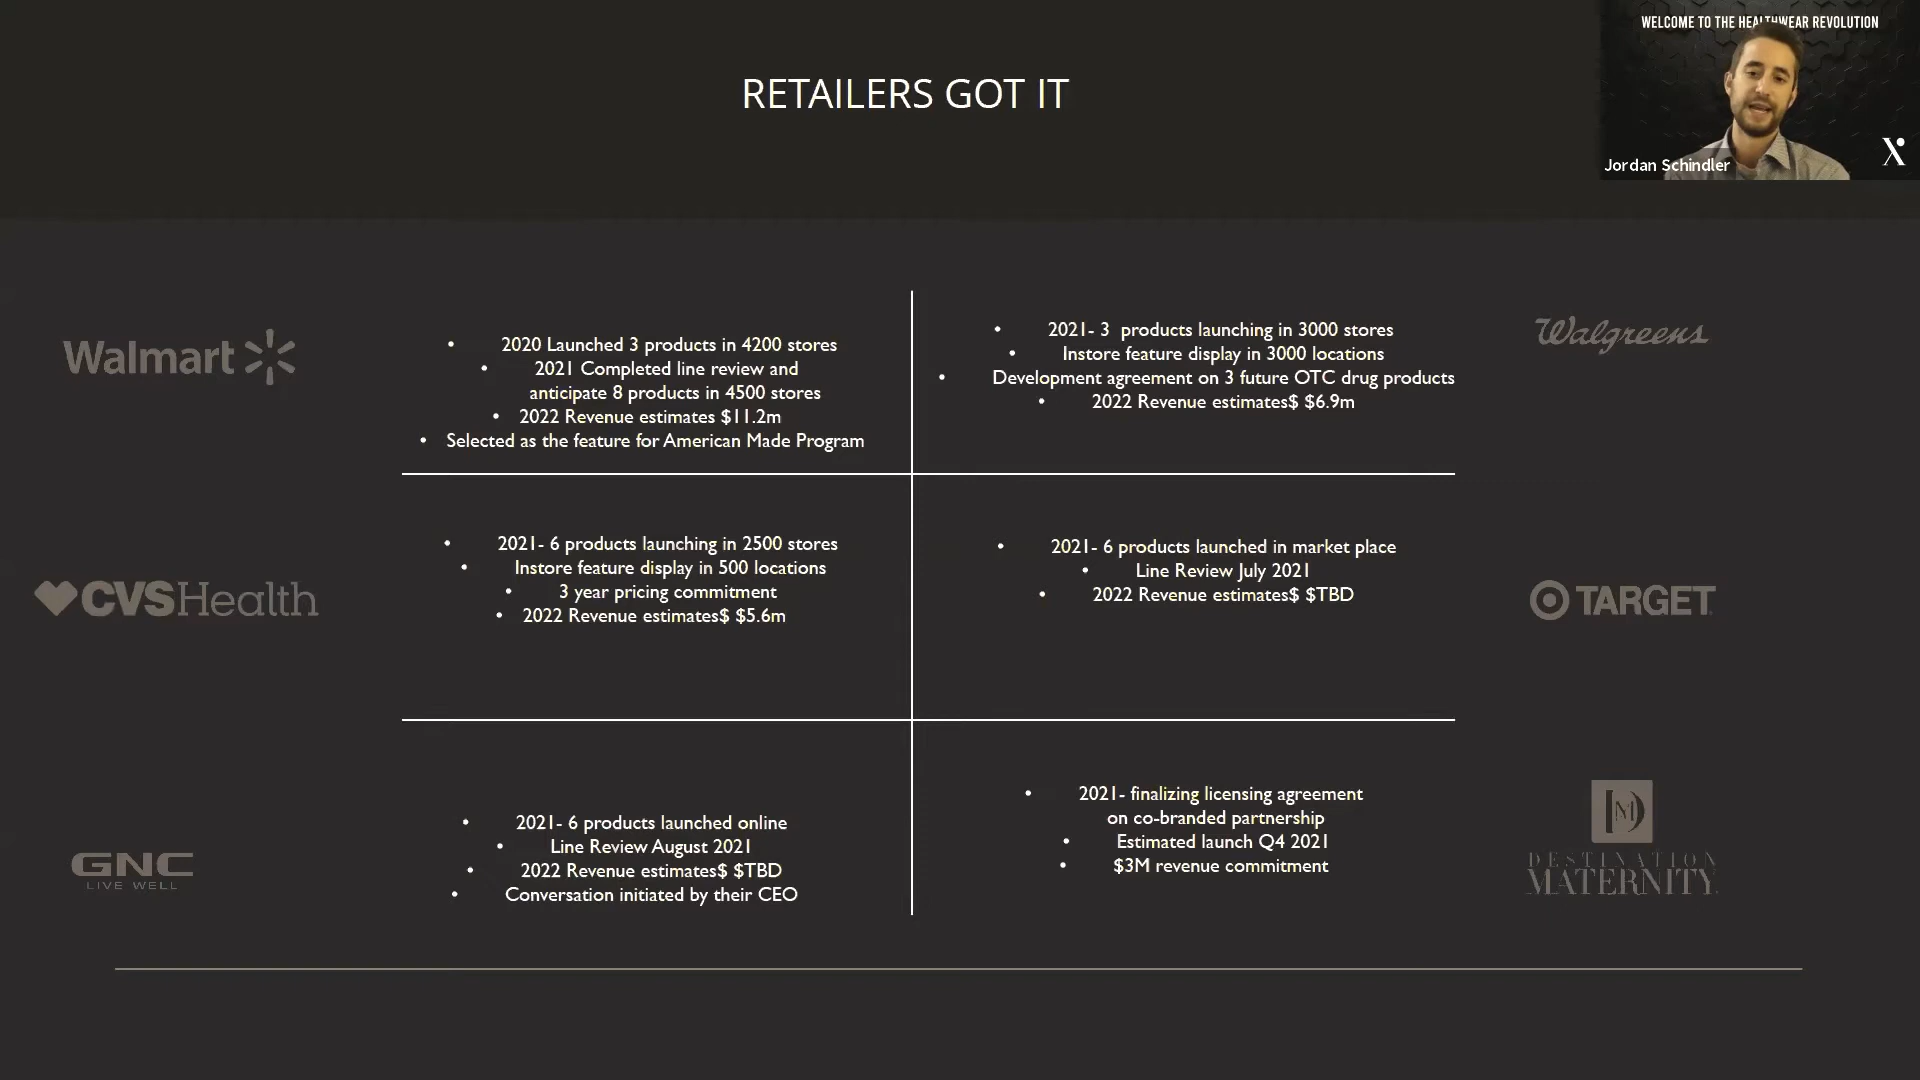 WELCOME TO THE HEALTHWEAR REVOLUTION
RETAILERS GOT IT
Jordan Schindler
X
Walmart
• 2020 Launched 3 products in 4200 stores
• 2021 Completed line review and
anticipate 8 products in 4500 stores
• 2022 Revenue estimates $11.2m
• Selected as the feature for American Made Program
• 2021- 3 products launching in 3000 stores
• Instore feature display in 3000 locations
• Development agreement on 3 future OTC drug products
• 2022 Revenue estimates$ $6.9m
Walgreens
CVSHealth
• 2021- 6 products launching in 2500 stores
• Instore feature display in 500 locations
• 3 year pricing commitment
• 2022 Revenue estimates$ $5.6m
• 2021- 6 products launched in market place
• Line Review July 2021
• 2022 Revenue estimates$ $TBD
TARGET
GNC
LIVE WELL
• 2021- 6 products launched online
• Line Review August 2021
• 2022 Revenue estimates$ $TBD
• Conversation initiated by their CEO
• 2021- finalizing licensing agreement
on co-branded partnership
• Estimated launch Q4 2021
• $3M revenue commitment
DM
DESTINATION
MATERNITY